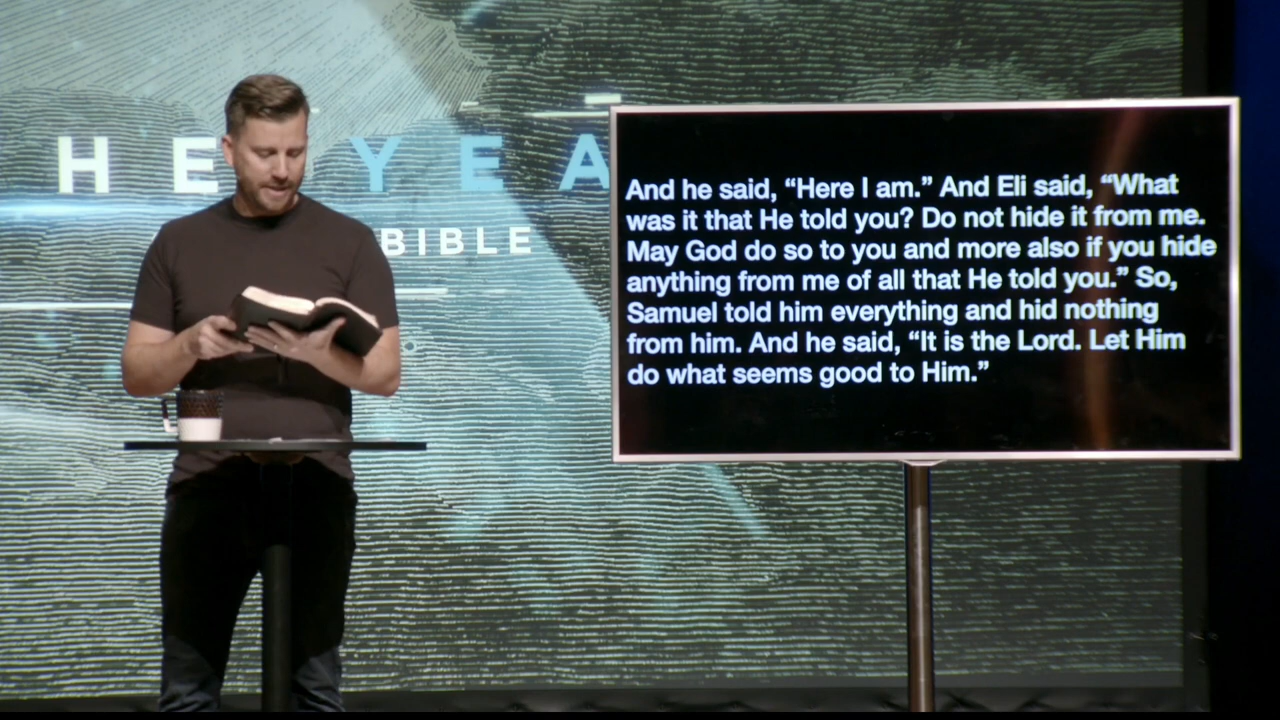 HE YEA
BIBLE
And he said, “Here I am.” And Eli said, “What
was it that He told you? Do not hide it from me.
May God do so to you and more also if you hide
anything from me of all that He told you.” So,
Samuel told him everything and hid nothing
from him. And he said, “It is the Lord. Let Him
do what seems good to Him.”